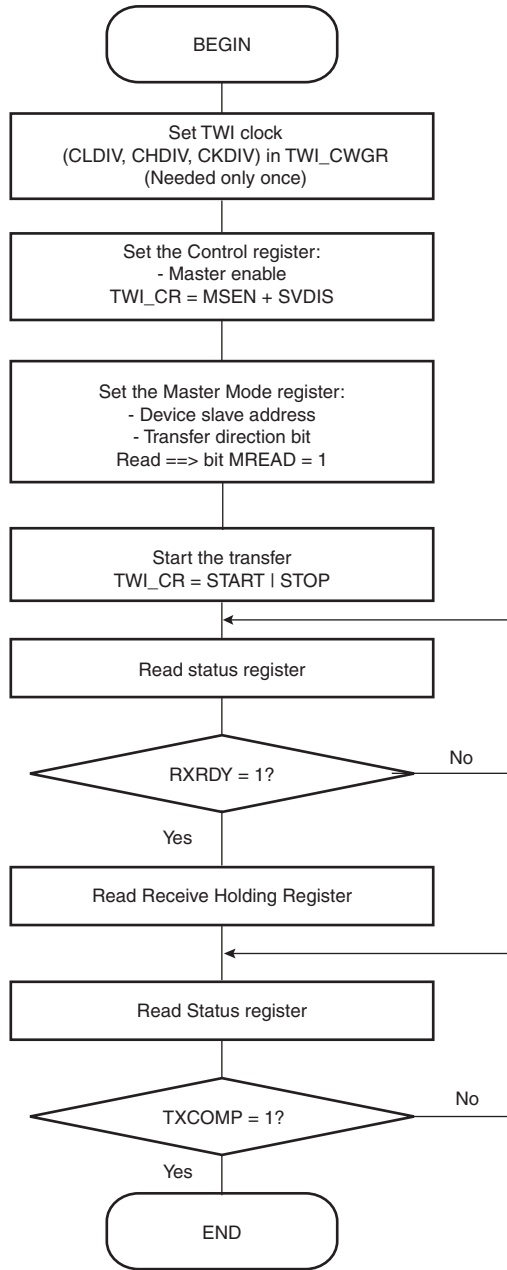 BEGIN
Set TWI clock
(CLDIV, CHDIV, CKDIV) in TWI_CWGR
(Needed only once)
Set the Control register:
- Master enable
TWI_CR = MSEN + SVDIS
Set the Master Mode register:
- Device slave address
- Transfer direction bit
Read ==> bit MREAD = 1
Start the transfer
TWI_CR = START | STOP
Read status register
RXRDY = 1?
No
Yes
Read Receive Holding Register
Read Status register
TXCOMP = 1?
No
Yes
END